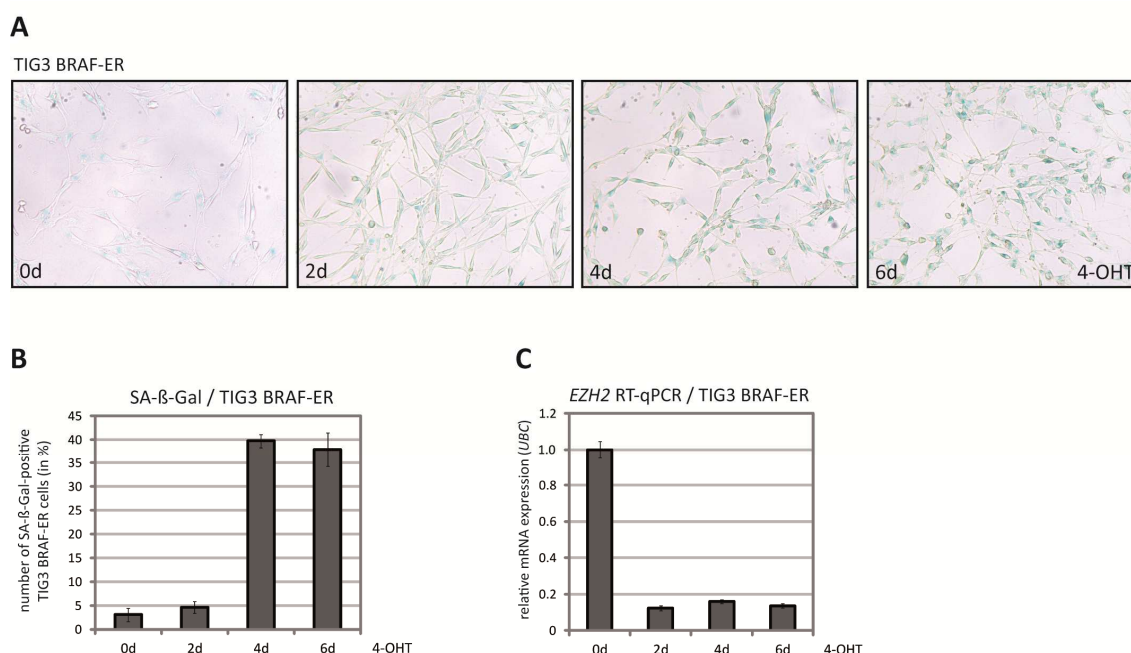 A
TIG3 BRAF-ER
0d
2d
4d
6d
4-OHT
B
SA-ß-Gal / TIG3 BRAF-ER
number of SA-ß-Gal-positive
TIG3 BRAF-ER cells (in %)
45
40
35
30
25
20
15
10
5
0
0d 2d 4d 6d 4-OHT
C
EZH2 RT-qPCR / TIG3 BRAF-ER
relative mRNA expression (UBC)
1.2
1.0
0.8
0.6
0.4
0.2
0
0d 2d 4d 6d 4-OHT